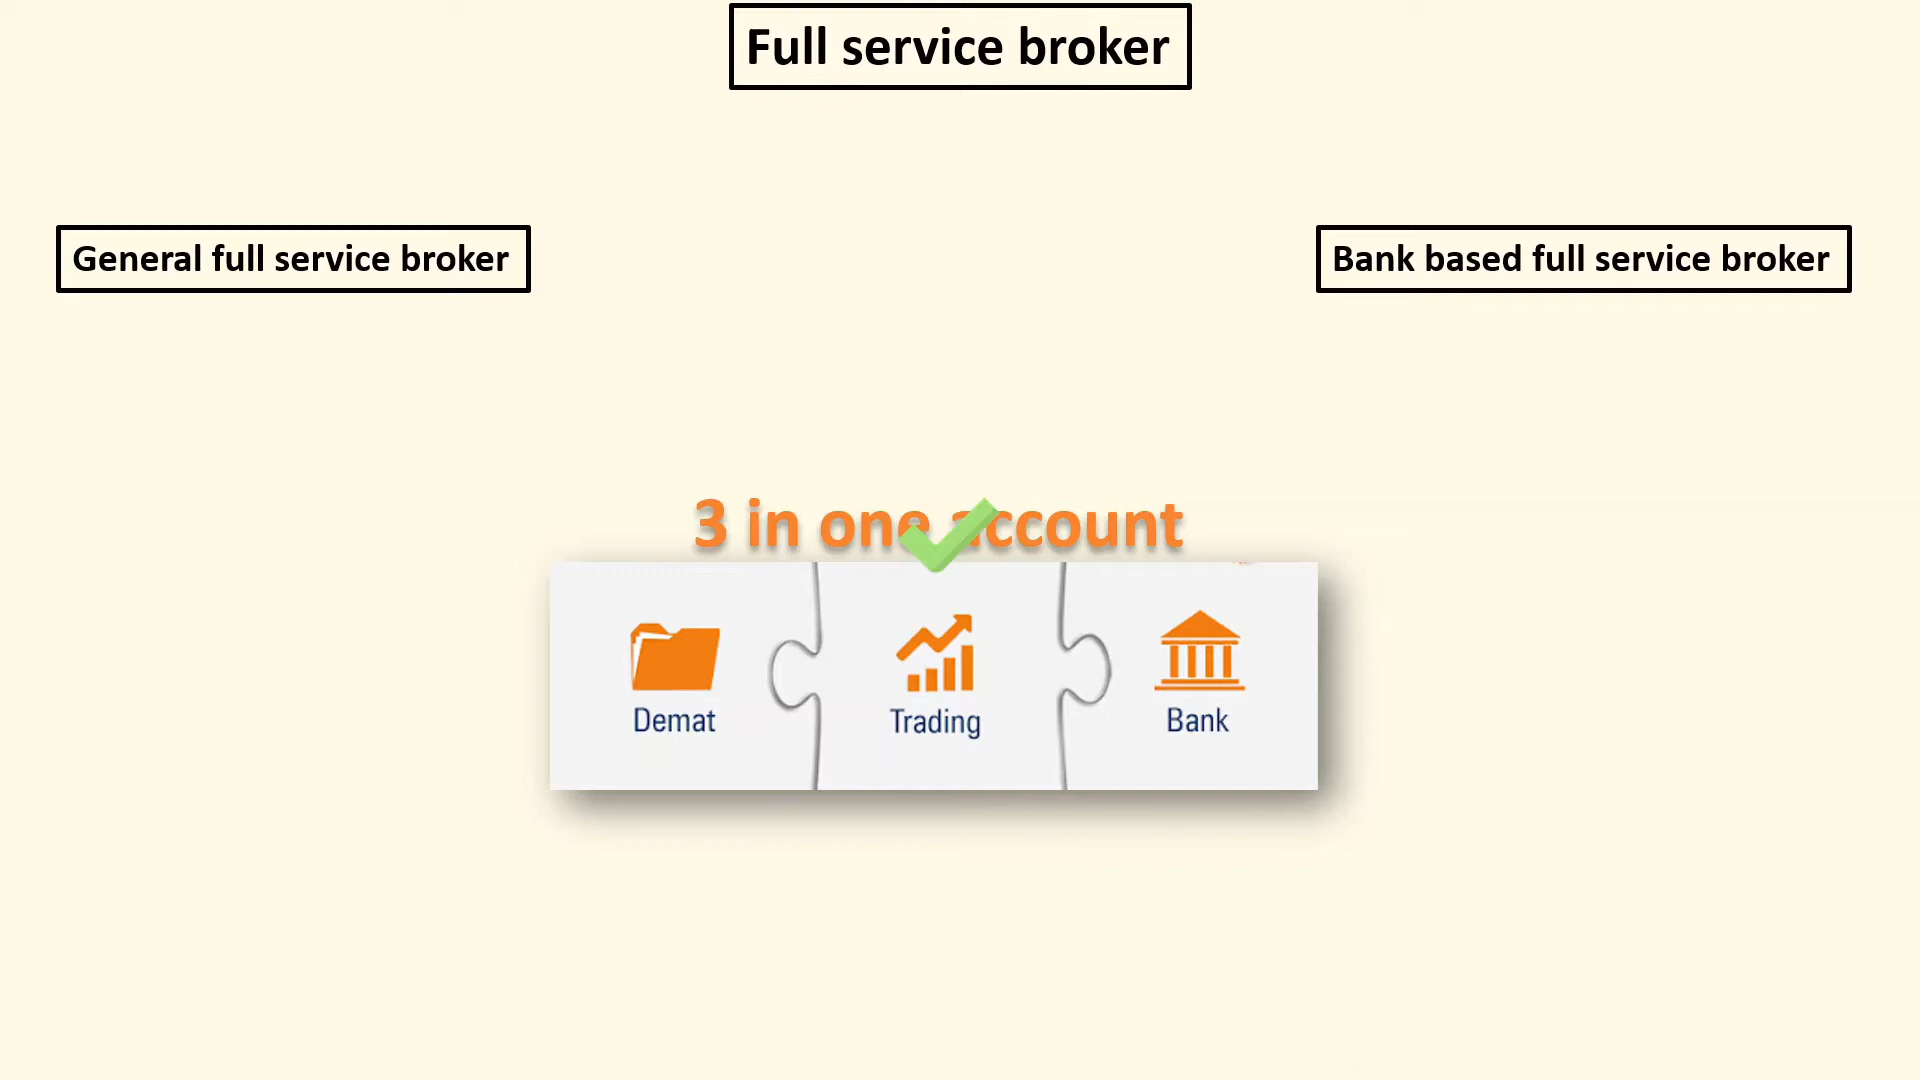 Full service broker
General full service broker
Bank based full service broker
3 in one account
Demat
Trading
Bank